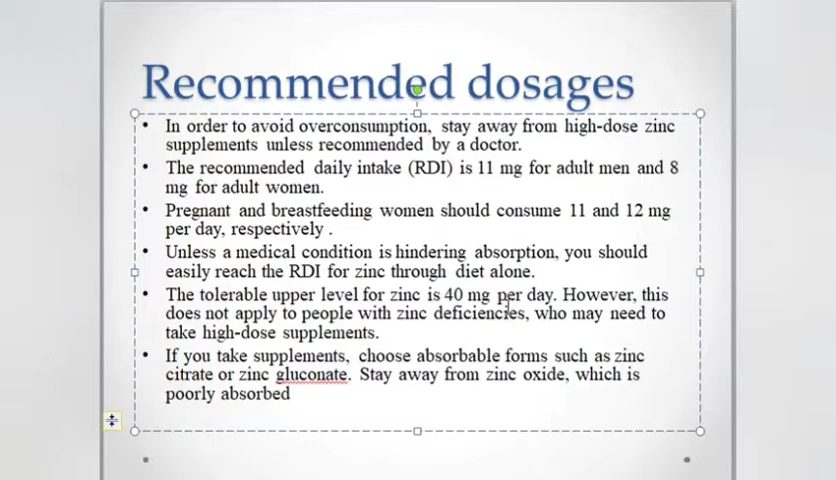 Recommended dosages
• In order to avoid overconsumption, stay away from high-dose zinc
supplements unless recommended by a doctor.
• The recommended daily intake (RDI) is 11 mg for adult men and 8
mg for adult women.
• Pregnant and breastfeeding women should consume 11 and 12 mg
per day, respectively .
• Unless a medical condition is hindering absorption, you should
easily reach the RDI for zinc through diet alone.
• The tolerable upper level for zinc is 40 mg per day. However, this
does not apply to people with zinc deficiencies, who may need to
take high-dose supplements.
• If you take supplements, choose absorbable forms such as zinc
citrate or zinc gluconate. Stay away from zinc oxide, which is
poorly absorbed